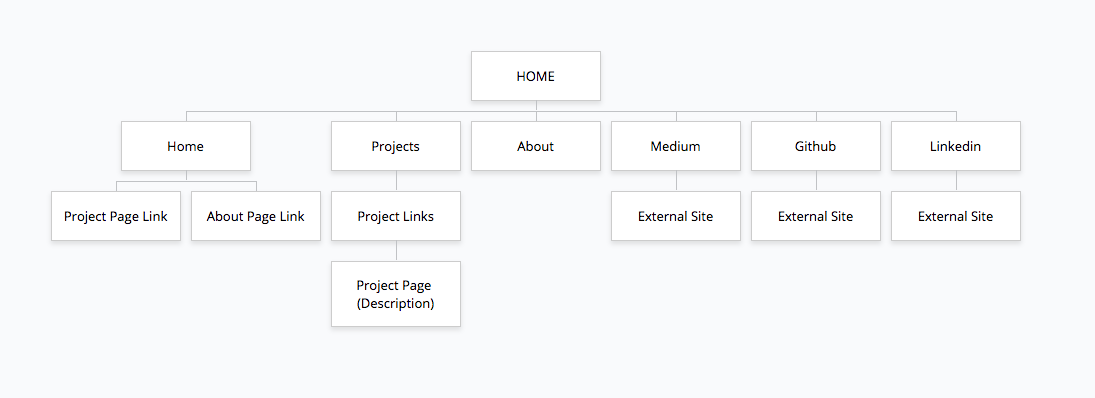 HOME
Home
Projects
About
Medium
Github
Linkedin
Project Page Link
About Page Link
Project Links
External Site
External Site
External Site
Project Page
(Description)